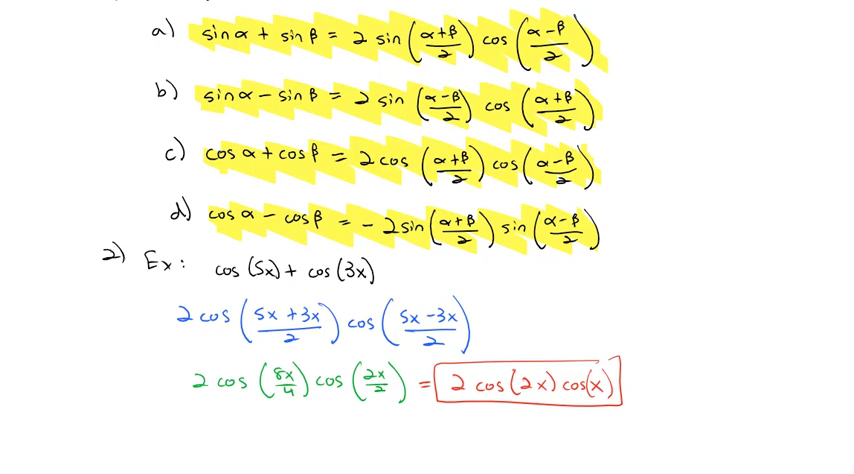 a) sin α + sin β = 2 sin((α+β)/2) cos((α-β)/2)
b) sin α - sin β = 2 sin((α-β)/2) cos((α+β)/2)
c) cos α + cos β = 2 cos((α+β)/2) cos((α-β)/2)
d) cos α - cos β = -2 sin((α+β)/2) sin((α-β)/2)
2) Ex: cos(5x) + cos(3x)
2 cos((5x + 3x)/2) cos((5x - 3x)/2)
2 cos(8x/4) cos(2x/2) = 2 cos(2x) cos(x)